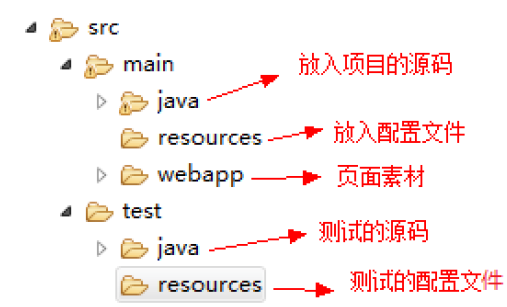 src
main
放入项目的源码
java
resources
放入配置文件
webapp
页面素材
test
测试的源码
java
resources
测试的配置文件